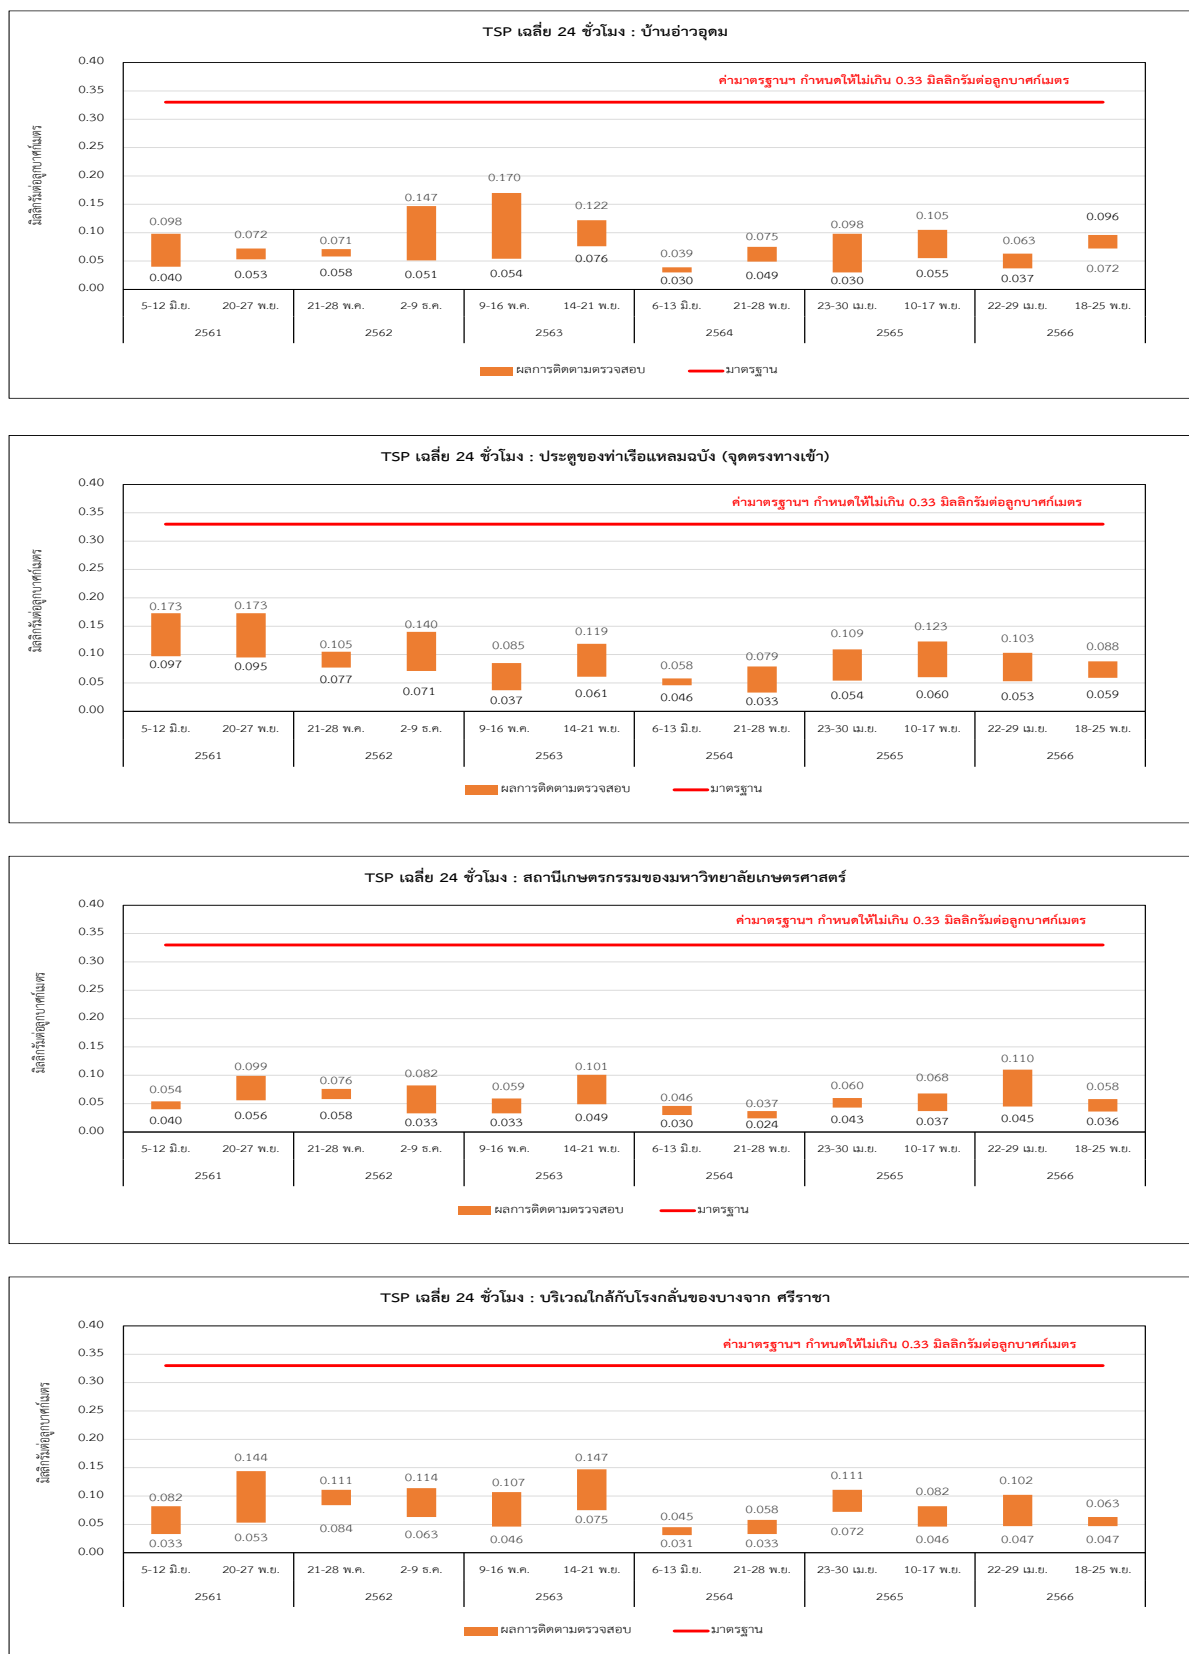 TSP เฉลี่ย 24 ชั่วโมง : บ้านอ่าวอุดม
ค่ามาตรฐานฯ กำหนดให้ไม่เกิน 0.33 มิลลิกรัมต่อลูกบาศก์เมตร
มิลลิกรัมต่อลูกบาศก์เมตร
0.40
0.35
0.30
0.25
0.20
0.15
0.10
0.05
0.00
0.098 0.072 0.071 0.147 0.170 0.122 0.039 0.075 0.098 0.105 0.063 0.096
0.040 0.053 0.058 0.051 0.054 0.076 0.030 0.049 0.030 0.055 0.037 0.072
5-12 มิ.ย. 20-27 พ.ย. 21-28 พ.ค. 2-9 ธ.ค. 9-16 พ.ค. 14-21 พ.ย. 6-13 มิ.ย. 21-28 พ.ย. 23-30 เม.ย. 10-17 พ.ย. 22-29 เม.ย. 18-25 พ.ย.
2561 2562 2563 2564 2565 2566
ผลการติดตามตรวจสอบ มาตรฐาน
TSP เฉลี่ย 24 ชั่วโมง : ประตูของท่าเรือแหลมฉบัง (จุดตรงทางเข้า)
ค่ามาตรฐานฯ กำหนดให้ไม่เกิน 0.33 มิลลิกรัมต่อลูกบาศก์เมตร
มิลลิกรัมต่อลูกบาศก์เมตร
0.40
0.35
0.30
0.25
0.20
0.15
0.10
0.05
0.00
0.173 0.173 0.105 0.140 0.085 0.119 0.058 0.079 0.109 0.123 0.103 0.088
0.097 0.095 0.077 0.071 0.037 0.061 0.046 0.033 0.054 0.060 0.053 0.059
5-12 มิ.ย. 20-27 พ.ย. 21-28 พ.ค. 2-9 ธ.ค. 9-16 พ.ค. 14-21 พ.ย. 6-13 มิ.ย. 21-28 พ.ย. 23-30 เม.ย. 10-17 พ.ย. 22-29 เม.ย. 18-25 พ.ย.
2561 2562 2563 2564 2565 2566
ผลการติดตามตรวจสอบ มาตรฐาน
TSP เฉลี่ย 24 ชั่วโมง : สถานีเกษตรกรรมของมหาวิทยาลัยเกษตรศาสตร์
ค่ามาตรฐานฯ กำหนดให้ไม่เกิน 0.33 มิลลิกรัมต่อลูกบาศก์เมตร
มิลลิกรัมต่อลูกบาศก์เมตร
0.40
0.35
0.30
0.25
0.20
0.15
0.10
0.05
0.00
0.054 0.099 0.076 0.082 0.059 0.101 0.046 0.037 0.060 0.068 0.110 0.058
0.040 0.056 0.058 0.033 0.033 0.049 0.030 0.024 0.043 0.037 0.045 0.036
5-12 มิ.ย. 20-27 พ.ย. 21-28 พ.ค. 2-9 ธ.ค. 9-16 พ.ค. 14-21 พ.ย. 6-13 มิ.ย. 21-28 พ.ย. 23-30 เม.ย. 10-17 พ.ย. 22-29 เม.ย. 18-25 พ.ย.
2561 2562 2563 2564 2565 2566
ผลการติดตามตรวจสอบ มาตรฐาน
TSP เฉลี่ย 24 ชั่วโมง : บริเวณใกล้กับโรงกลั่นของบางจาก ศรีราชา
ค่ามาตรฐานฯ กำหนดให้ไม่เกิน 0.33 มิลลิกรัมต่อลูกบาศก์เมตร
มิลลิกรัมต่อลูกบาศก์เมตร
0.40
0.35
0.30
0.25
0.20
0.15
0.10
0.05
0.00
0.082 0.144 0.111 0.114 0.107 0.147 0.045 0.058 0.111 0.082 0.102 0.063
0.033 0.053 0.084 0.063 0.046 0.075 0.031 0.033 0.072 0.046 0.047 0.047
5-12 มิ.ย. 20-27 พ.ย. 21-28 พ.ค. 2-9 ธ.ค. 9-16 พ.ค. 14-21 พ.ย. 6-13 มิ.ย. 21-28 พ.ย. 23-30 เม.ย. 10-17 พ.ย. 22-29 เม.ย. 18-25 พ.ย.
2561 2562 2563 2564 2565 2566
ผลการติดตามตรวจสอบ มาตรฐาน